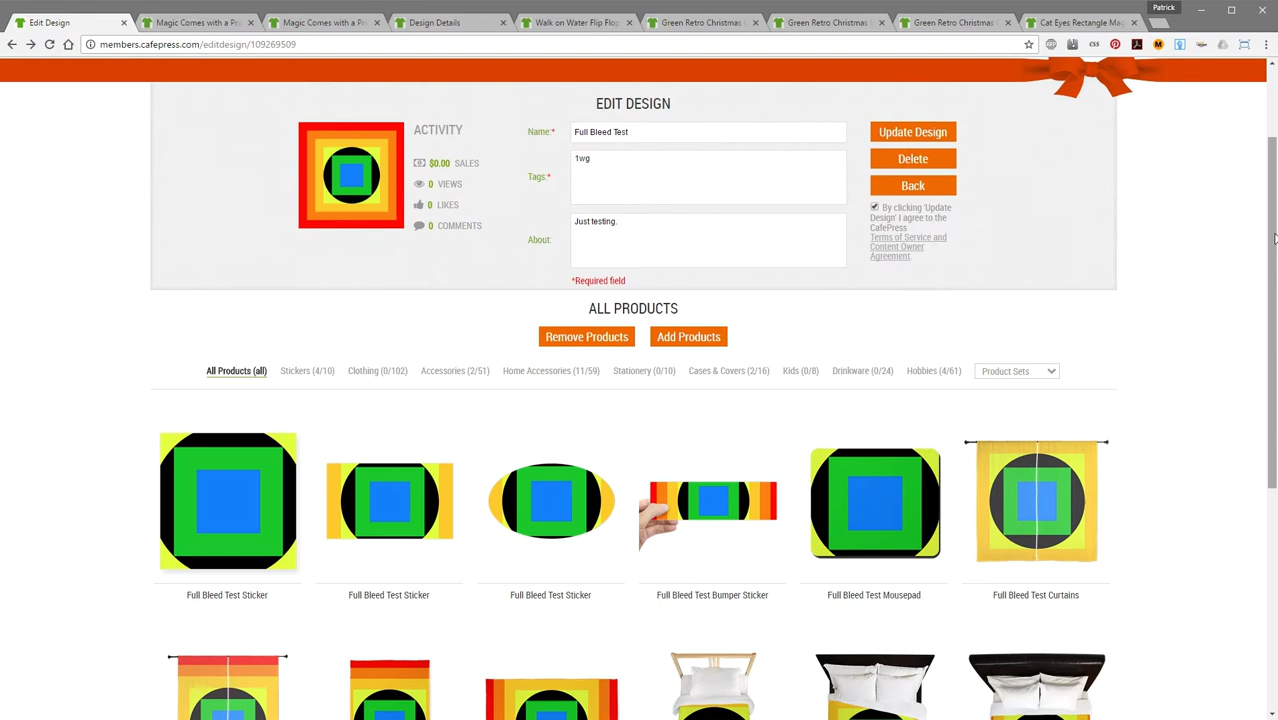 Patrick
Edit Design
Magic Comes with a Pr
Magic Comes with a Pr
Design Details
Walk on Water Flip Flop
Green Retro Christmas
Green Retro Christmas
Green Retro Christmas
Cat Eyes Rectangle Mag
members.cafepress.com/editdesign/109269509
EDIT DESIGN
ACTIVITY
$0.00 SALES
0 VIEWS
0 LIKES
0 COMMENTS
Name:* Full Bleed Test
Tags:* 1wg
About: Just testing.
*Required field
Update Design
Delete
Back
By clicking 'Update
Design' I agree to the
CafePress
Terms of Service and
Content Owner
Agreement.
ALL PRODUCTS
Remove Products Add Products
All Products (all) Stickers (4/10) Clothing (0/102) Accessories (2/51) Home Accessories (11/59) Stationery (0/10) Cases & Covers (2/16) Kids (0/8) Drinkware (0/24) Hobbies (4/61) Product Sets
Full Bleed Test Sticker
Full Bleed Test Sticker
Full Bleed Test Sticker
Full Bleed Test Bumper Sticker
Full Bleed Test Mousepad
Full Bleed Test Curtains